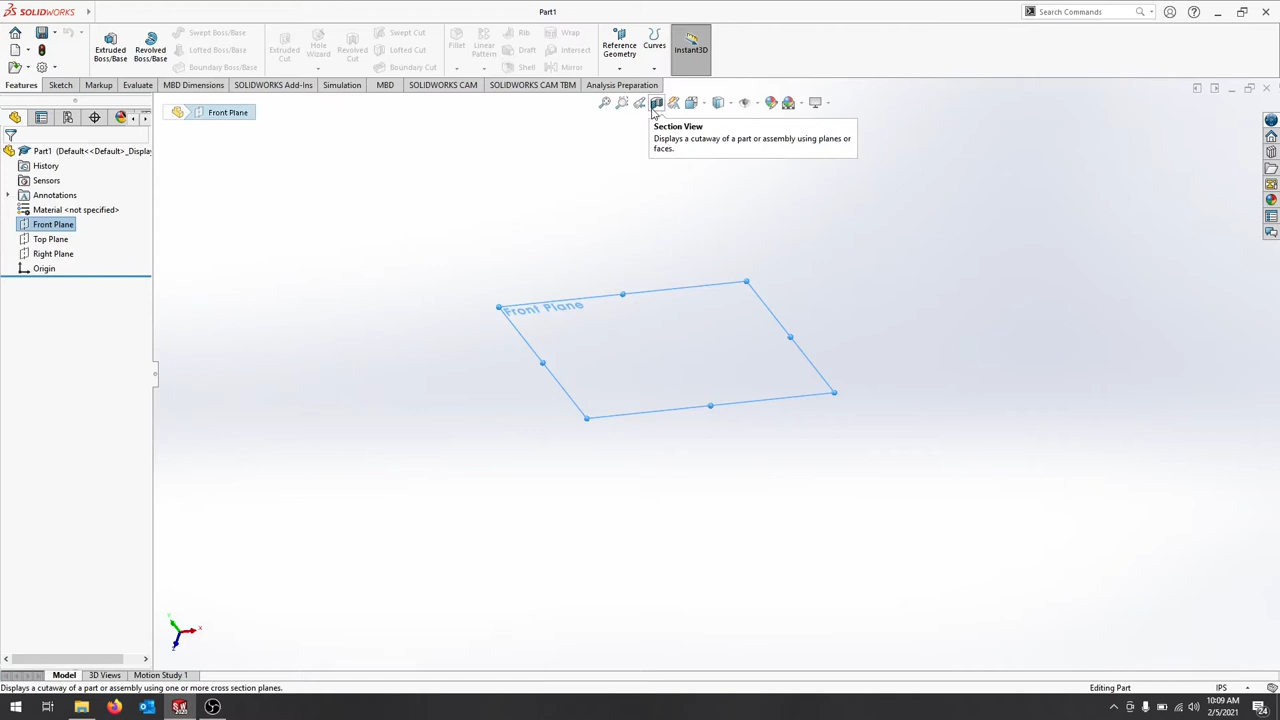 SOLIDWORKS
Part1
Search Commands
Extruded Boss/Base
Revolved Boss/Base
Swept Boss/Base
Lofted Boss/Base
Boundary Boss/Base
Extruded Cut
Hole Wizard
Revolved Cut
Swept Cut
Lofted Cut
Boundary Cut
Fillet
Linear Pattern
Rib
Draft
Shell
Wrap
Intersect
Mirror
Reference Geometry
Curves
Instant3D
Features
Sketch
Markup
Evaluate
MBD Dimensions
SOLIDWORKS Add-Ins
Simulation
MBD
SOLIDWORKS CAM
SOLIDWORKS CAM TBM
Analysis Preparation
Front Plane
Section View
Displays a cutaway of a part or assembly using planes or
faces.
Part1 (Default<<Default>_Display
History
Sensors
Annotations
Material <not specified>
Front Plane
Top Plane
Right Plane
Origin
Front Plane
Y
X
Z
Model
3D Views
Motion Study 1
Displays a cutaway of a part or assembly using one or more cross section planes.
Editing Part
IPS
10:09 AM
2/5/2021